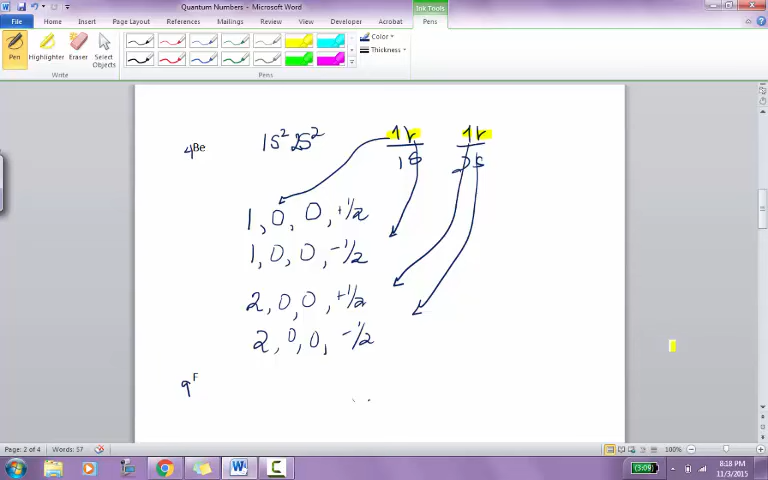 Quantum Numbers - Microsoft Word
Ink Tools
File Home Insert Page Layout References Mailings Review View Developer Acrobat Pens
Pen Highlighter Eraser Select Objects
Color
Thickness
Write Pens
4Be 1s² 2s² 1s 2s
1, 0, 0, +1/2
1, 0, 0, -1/2
2, 0, 0, +1/2
2, 0, 0, -1/2
9F
Page: 2 of 4 Words: 57 100%
(3:09) 8:18 PM
11/3/2015